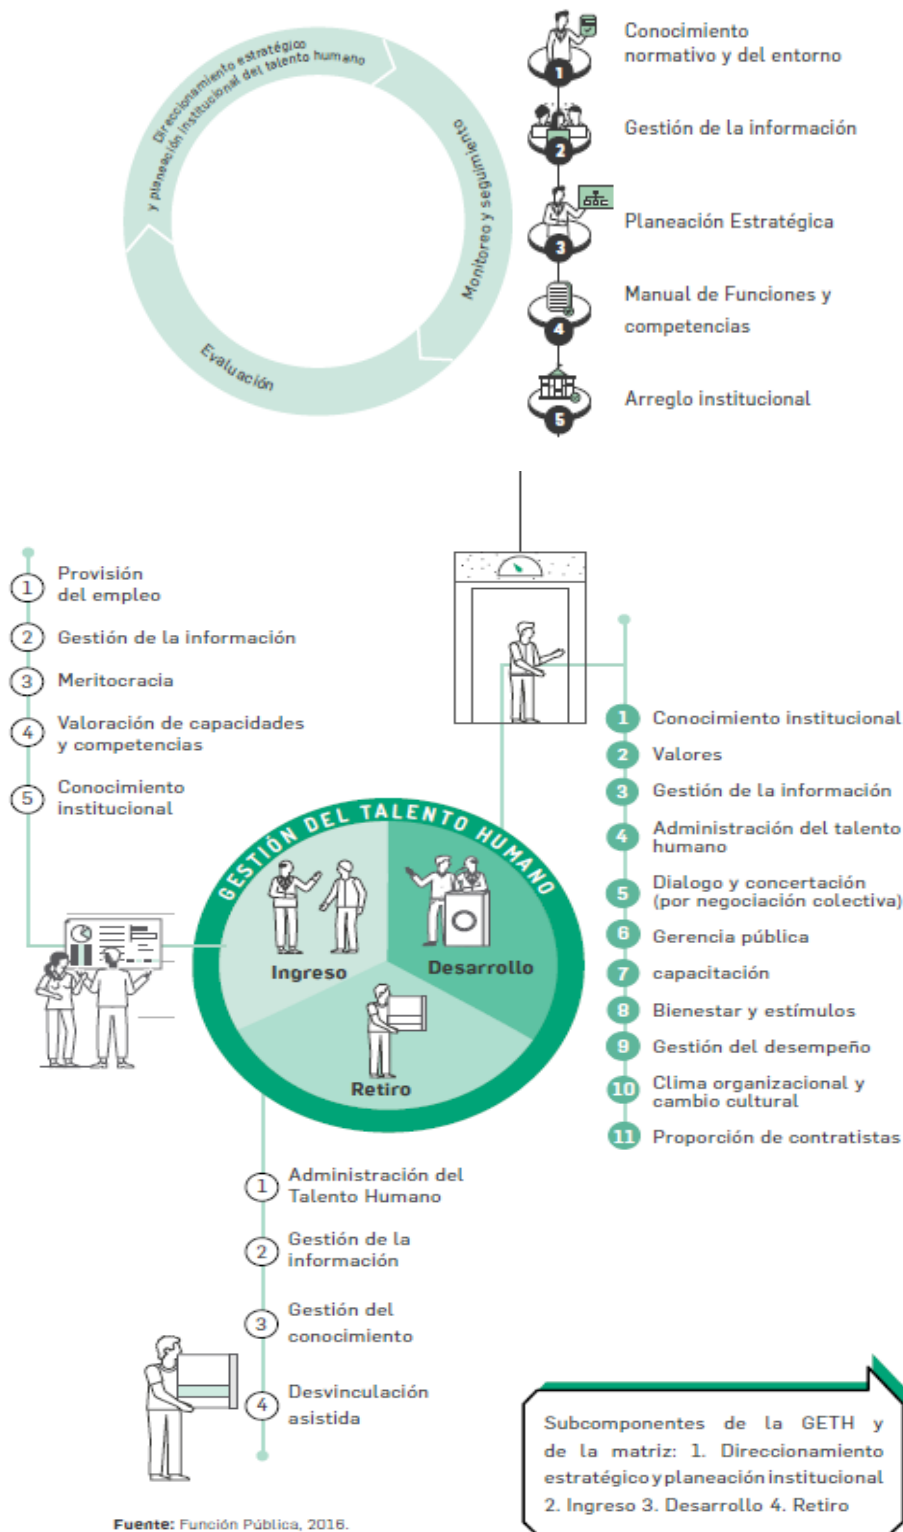 Direccionamiento estratégico
y planeación institucional del talento humano
Monitoreo y seguimiento
Evaluación
1
Conocimiento
normativo y del entorno
2
Gestión de la información
3
Planeación Estratégica
4
Manual de Funciones y
competencias
5
Arreglo institucional
1
Provisión
del empleo
2
Gestión de la información
3
Meritocracia
4
Valoración de capacidades
y competencias
5
Conocimiento
institucional
GESTIÓN DEL TALENTO HUMANO
Ingreso
Desarrollo
Retiro
1
Conocimiento institucional
2
Valores
3
Gestión de la información
4
Administración del talento
humano
5
Dialogo y concertación
(por negociación colectiva)
6
Gerencia pública
7
capacitación
8
Bienestar y estímulos
9
Gestión del desempeño
10
Clima organizacional y
cambio cultural
11
Proporción de contratistas
1
Administración del
Talento Humano
2
Gestión de la
información
3
Gestión del
conocimiento
4
Desvinculación
asistida
Subcomponentes de la GETH y
de la matriz: 1. Direccionamiento
estratégico y planeación institucional
2. Ingreso 3. Desarrollo 4. Retiro
Fuente: Función Pública, 2016.